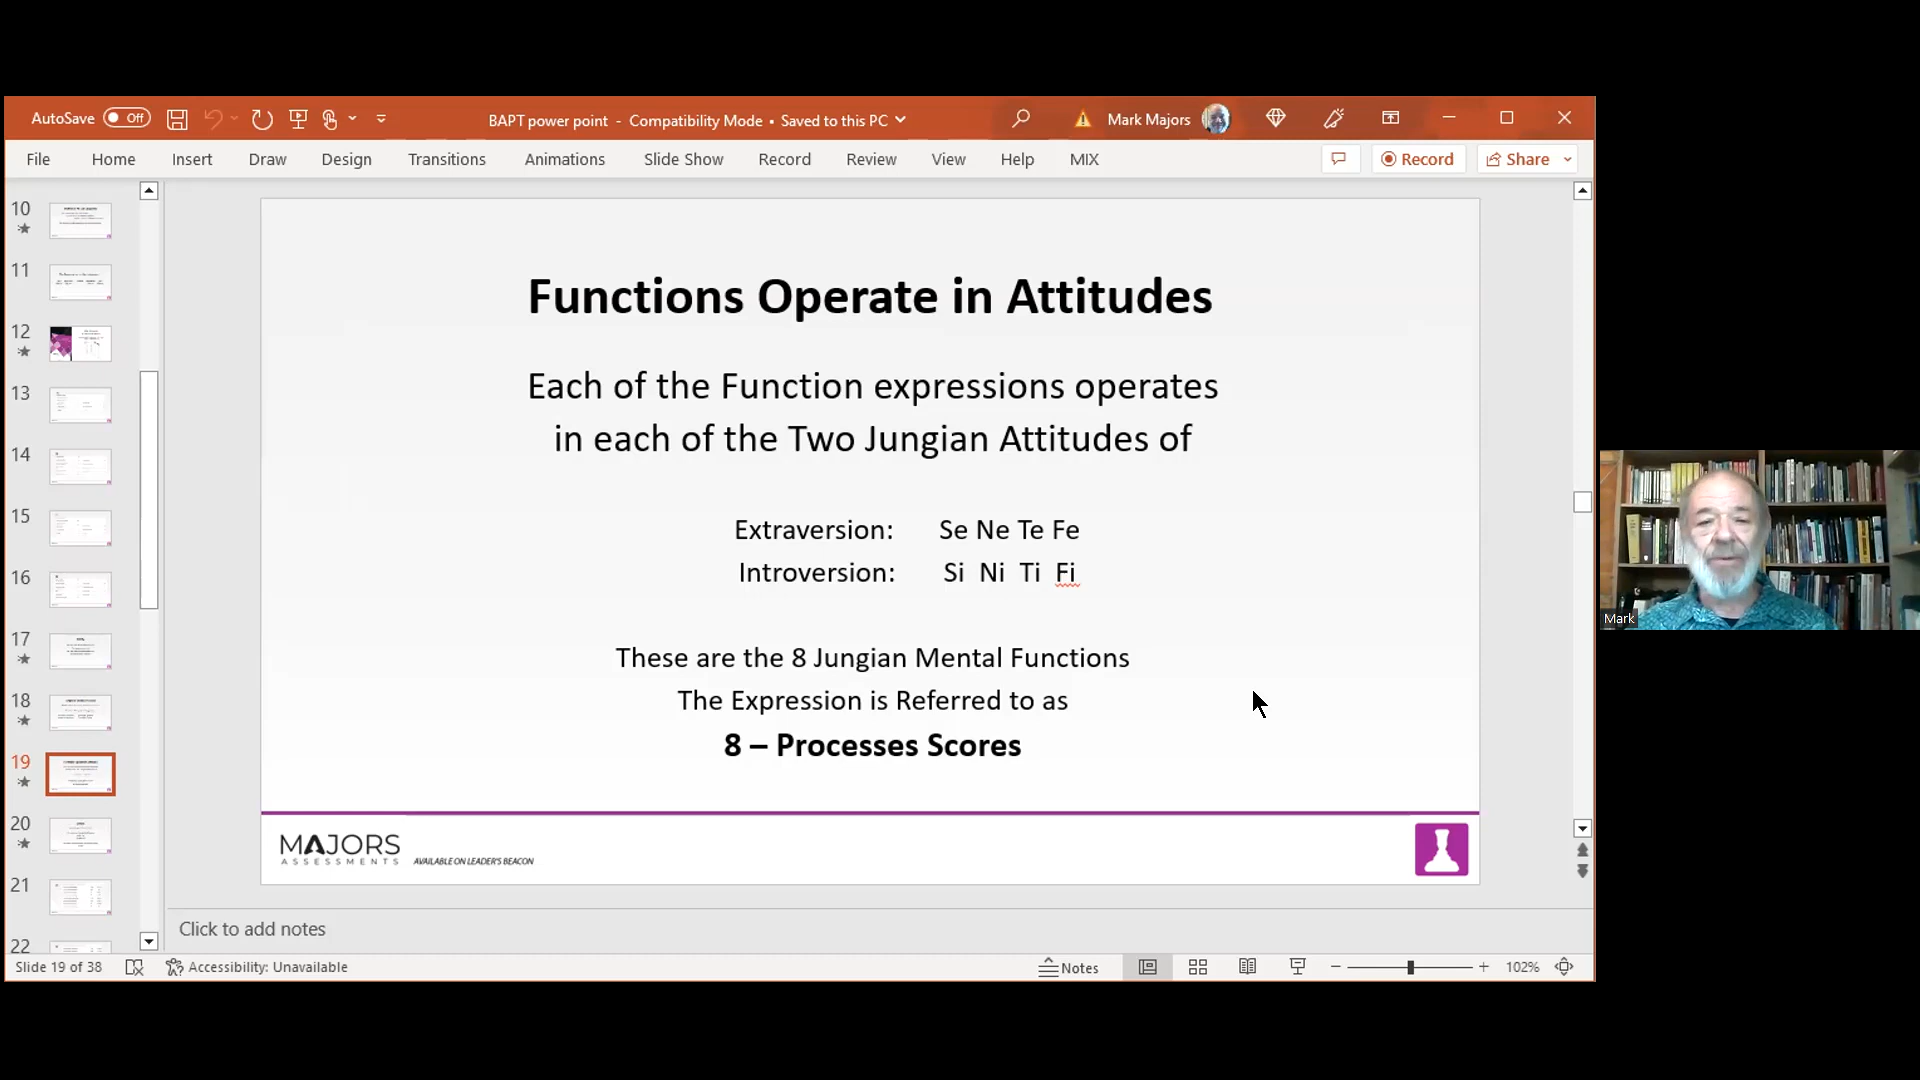 AutoSave Off
BAPT power point - Compatibility Mode • Saved to this PC
Mark Majors
File Home Insert Draw Design Transitions Animations Slide Show Record Review View Help MIX
Record Share
10
11
12
13
14
15
16
17
18
19
20
21
22
Functions Operate in Attitudes
Each of the Function expressions operates
in each of the Two Jungian Attitudes of
Extraversion: Se Ne Te Fe
Introversion: Si Ni Ti Fi
These are the 8 Jungian Mental Functions
The Expression is Referred to as
8 – Processes Scores
MAJORS
ASSESSMENTS AVAILABLE ON LEADER'S BEACON
Mark
Click to add notes
Slide 19 of 38 Accessibility: Unavailable Notes 102%